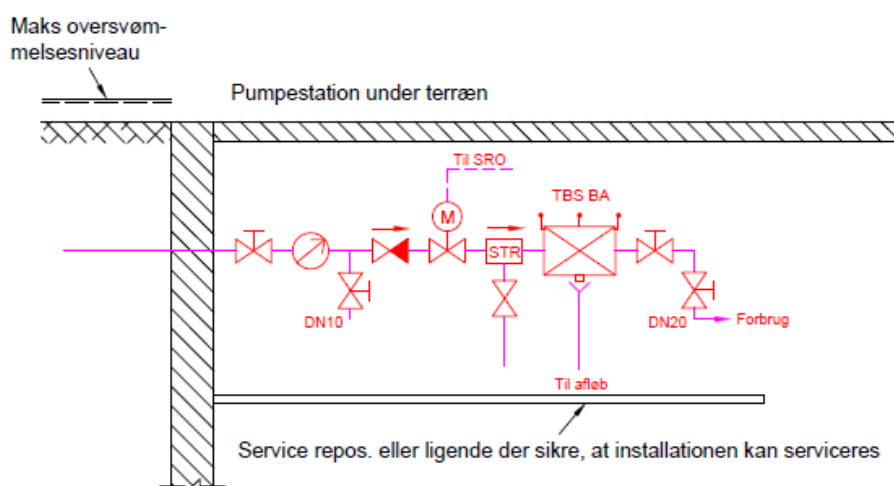 Maks oversvøm-
melsesniveau
Pumpestation under terræn
Til SRO
TBS BA
M
STR
DN10
DN20
Forbrug
Til afløb
Service repos. eller ligende der sikre, at installationen kan serviceres